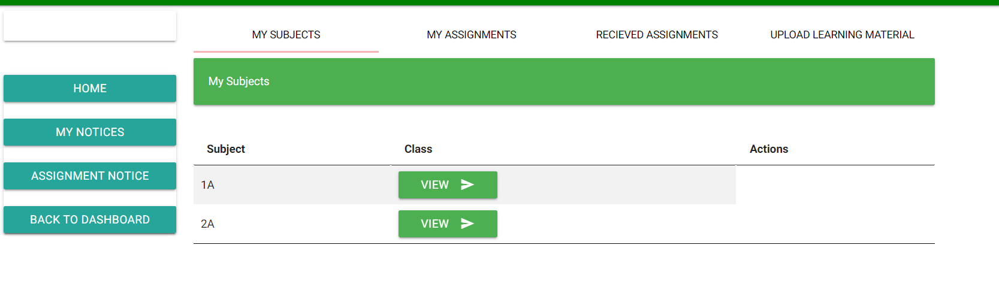 MY SUBJECTS MY ASSIGNMENTS RECIEVED ASSIGNMENTS UPLOAD LEARNING MATERIAL
HOME
MY NOTICES
ASSIGNMENT NOTICE
BACK TO DASHBOARD
My Subjects
Subject Class Actions
1A VIEW
2A VIEW